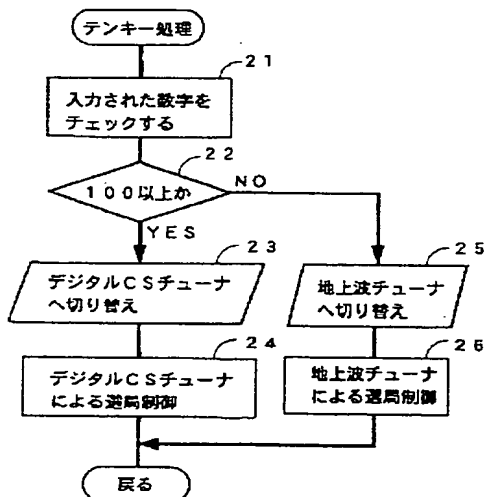 テンキー処理
21
入力された数字を
チェックする
22
100以上か
NO
YES
23
デジタルCSチューナ
へ切り替え
25
地上波チューナ
へ切り替え
24
デジタルCSチューナ
による選局制御
26
地上波チューナ
による選局制御
戻る